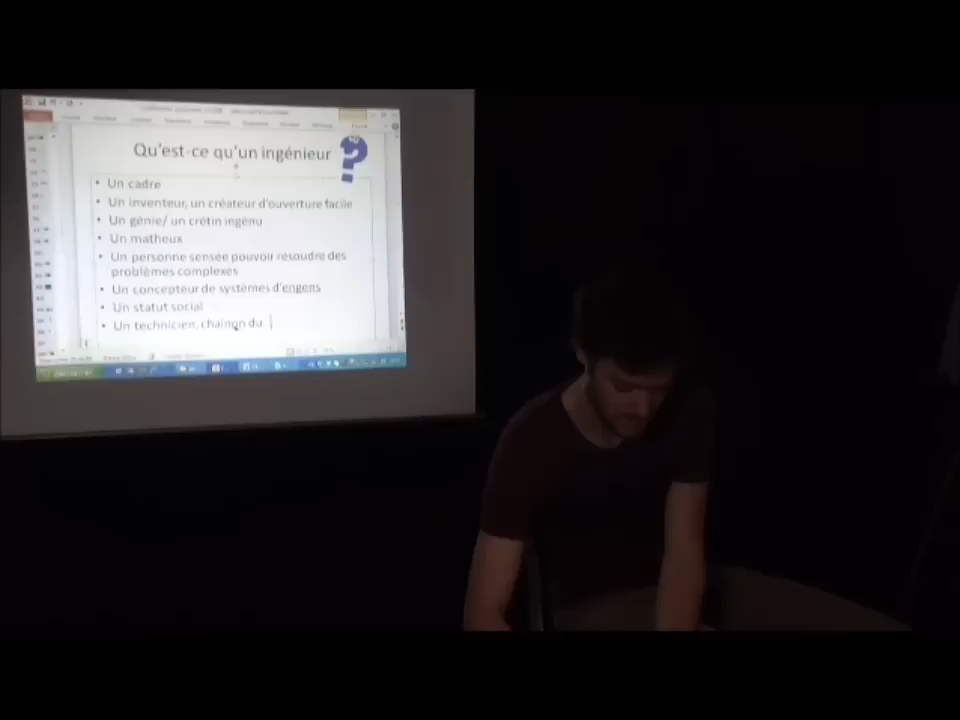 Qu'est-ce qu'un ingénieur ?
• Un cadre
• Un inventeur, un créateur d'ouverture facile
• Un génie/ un crétin ingénu
• Un matheux
• Un personne sensée pouvoir résoudre des
problèmes complexes
• Un concepteur de systèmes d'engens
• Un statut social
• Un technicien, chainon du